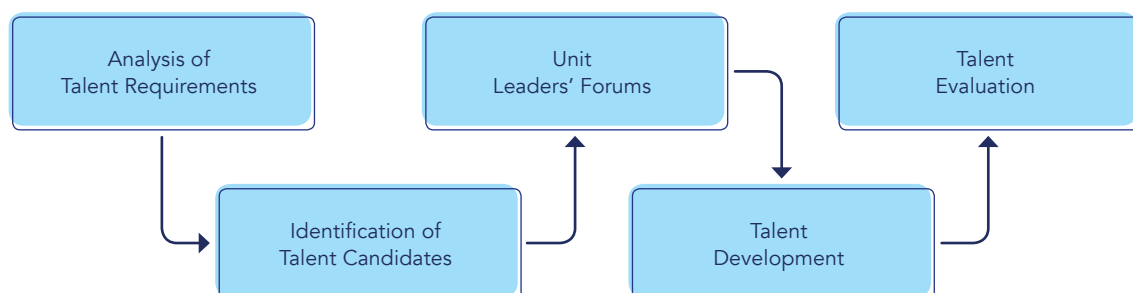 Analysis of
Talent Requirements
Identification of
Talent Candidates
Unit
Leaders’ Forums
Talent
Development
Talent
Evaluation